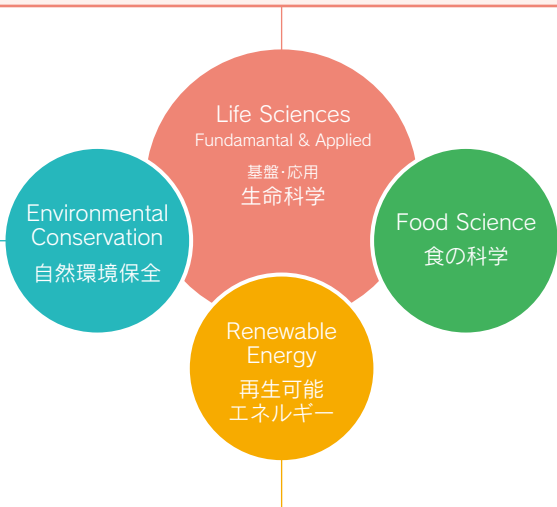 Life Sciences
Fundamantal & Applied
基盤・応用
生命科学
Environmental
Conservation
自然環境保全
Food Science
食の科学
Renewable
Energy
再生可能
エネルギー